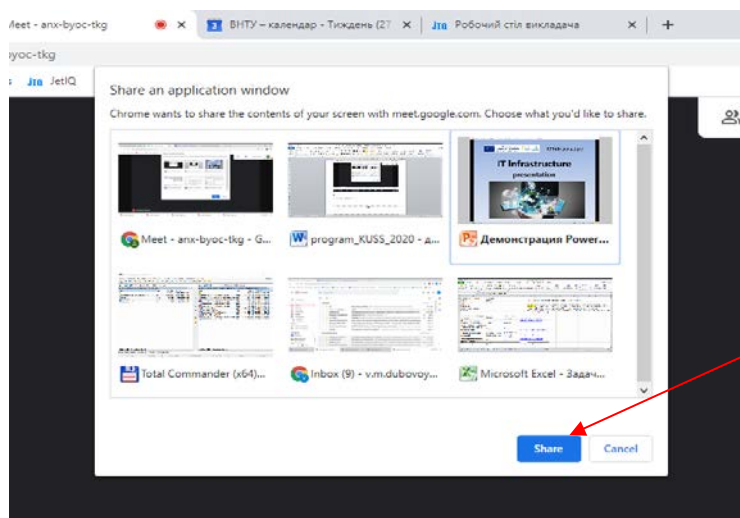 Meet - anx-byoc-tkg
ВНТУ – календар - Тиждень (27
Jто Робочий стіл викладача
byoc-tkg
JetIQ
Share an application window
Chrome wants to share the contents of your screen with meet.google.com. Choose what you'd like to share.
IT Infrastructure
presentation
Meet - anx-byoc-tkg - G...
program_KUSS_2020 - д...
Демонстрация Power...
Total Commander (x64)...
Inbox (9) - v.m.dubovoy...
Microsoft Excel - Задач...
Share
Cancel